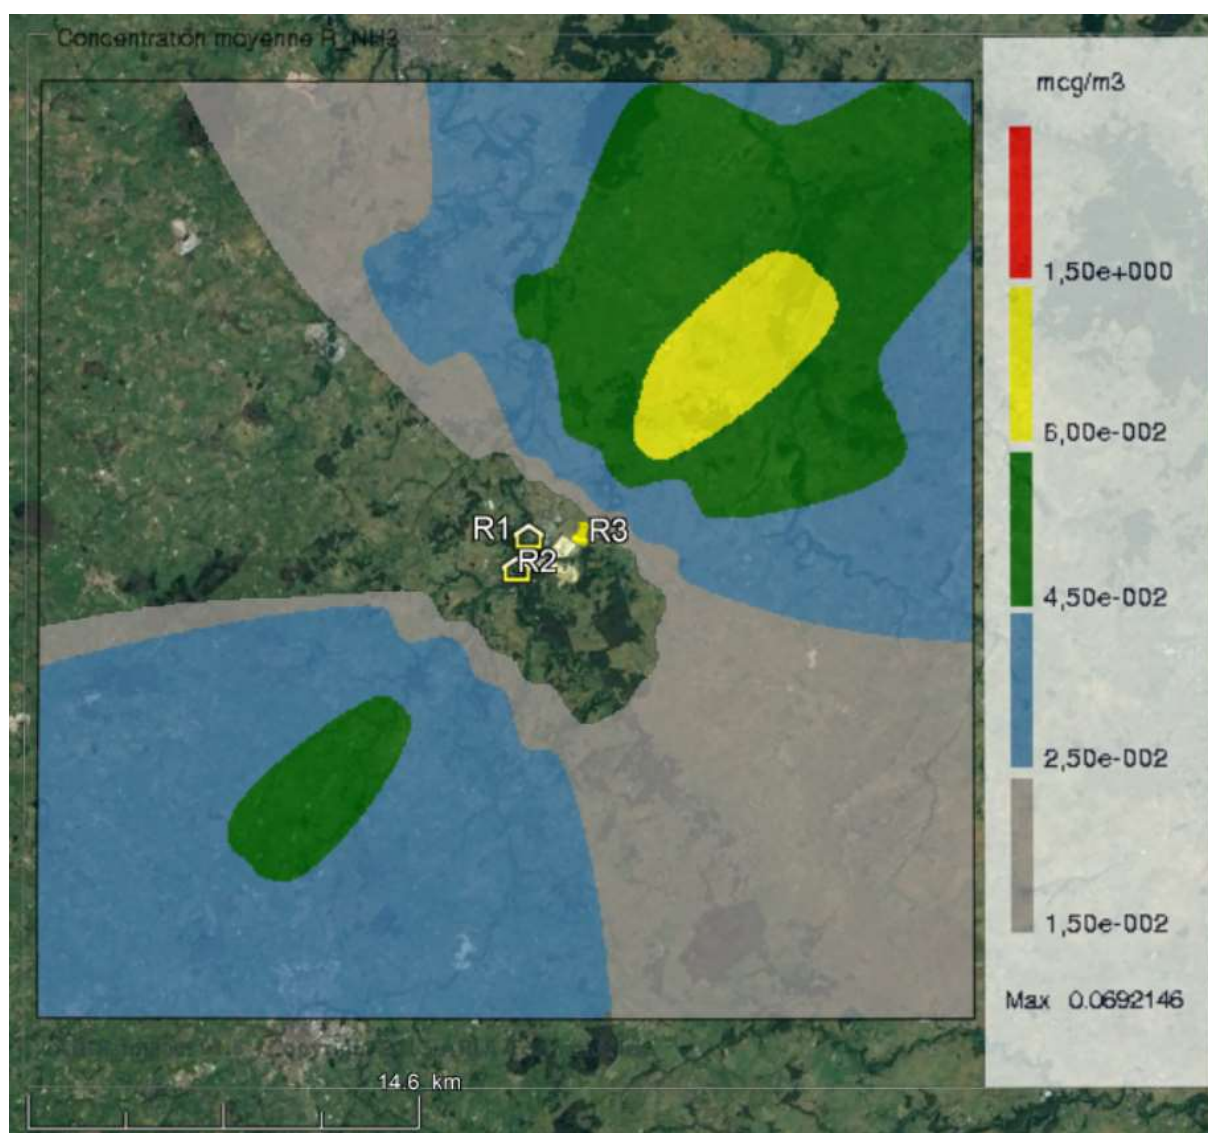 Concentration moyenne R_NH3
mcg/m3
1,50e+000
6,00e-002
4,50e-002
2,50e-002
1,50e-002
Max 0.0692146
R1
R3
R2
14.6 km